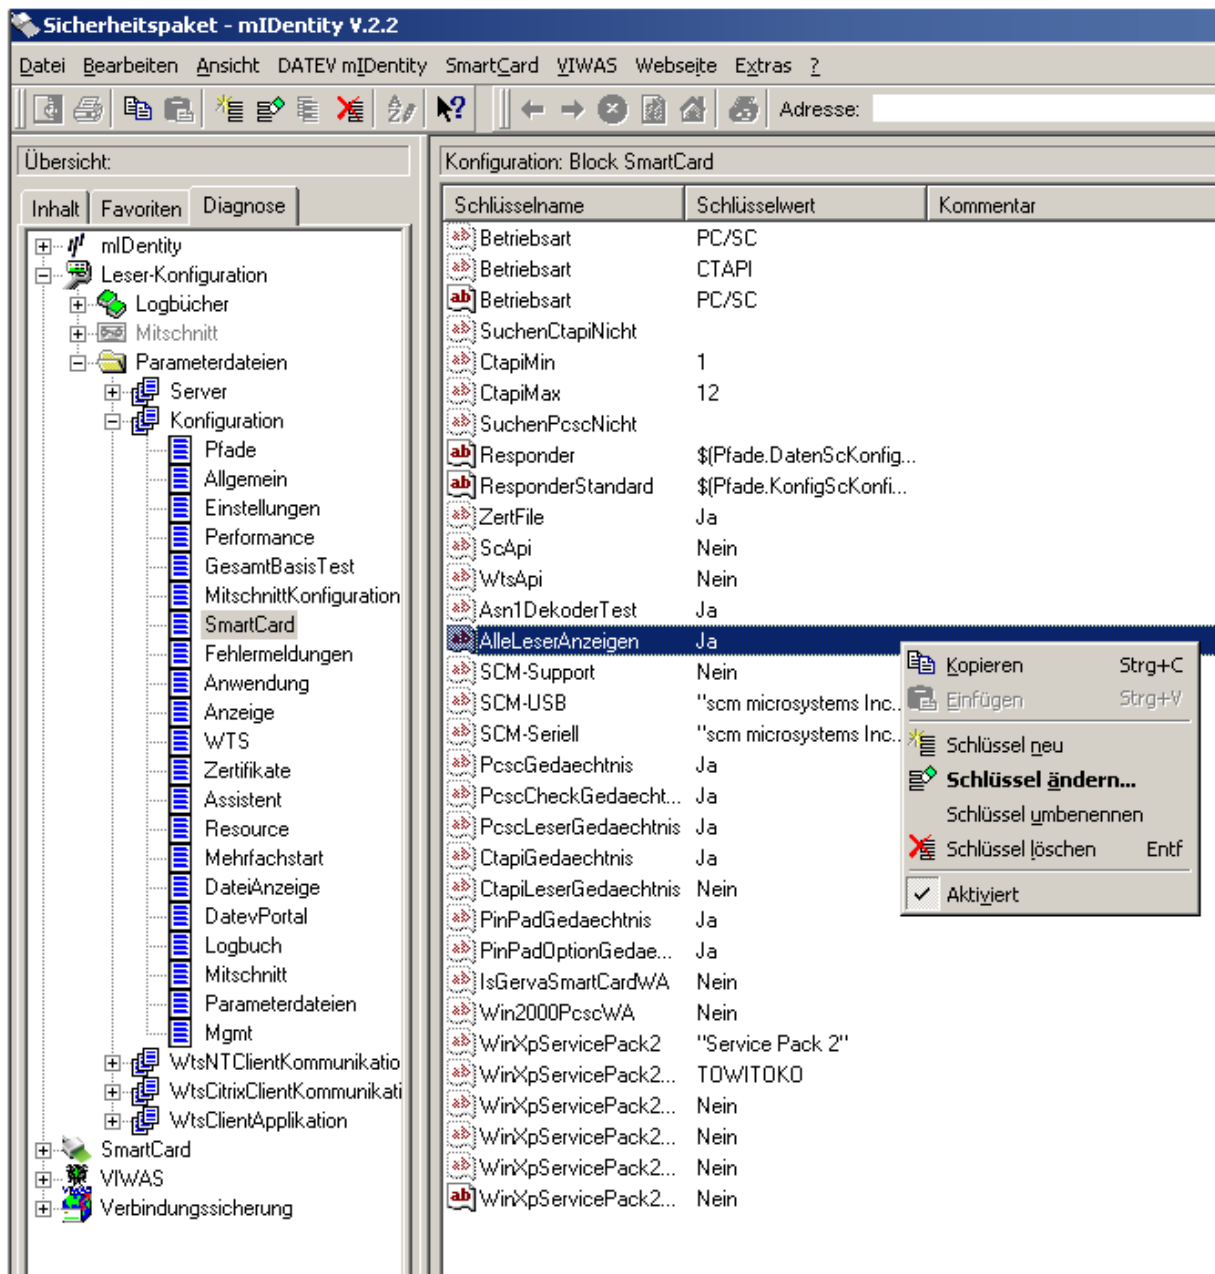 Sicherheitspaket - mIDentity V.2.2
Datei Bearbeiten Ansicht DATEV mIDentity SmartCard VIWAS Webseite Extras ?
Adresse:
Übersicht:
Inhalt Favoriten Diagnose
mIDentity
Leser-Konfiguration
Logbücher
Mitschnitt
Parameterdateien
Server
Konfiguration
Pfade
Allgemein
Einstellungen
Performance
GesamtBasisTest
MitschnittKonfiguration
SmartCard
Fehlermeldungen
Anwendung
Anzeige
WTS
Zertifikate
Assistent
Resource
Mehrfachstart
DateiAnzeige
DatevPortal
Logbuch
Mitschnitt
Parameterdateien
Mgmt
WtsNTClientKommunikatio
WtsCitrixClientKommunikati
WtsClientApplikation
SmartCard
VIWAS
Verbindungssicherung
Konfiguration: Block SmartCard
Schlüsselname Schlüsselwert Kommentar
Betriebsart PC/SC
Betriebsart CTAPI
Betriebsart PC/SC
SuchenCtapiNicht
CtapiMin 1
CtapiMax 12
SuchenPcscNicht
Responder $(Pfade.DatenScKonfig...
ResponderStandard $(Pfade.KonfigScKonfi...
ZertFile Ja
ScApi Nein
WtsApi Nein
Asn1DekoderTest Ja
AlleLeserAnzeigen Ja
SCM-Support Nein
SCM-USB "scm microsystems Inc..
SCM-Seriell "scm microsystems Inc..
PcscGedaechtnis Ja
PcscCheckGedaecht... Ja
PcscLeserGedaechtnis Ja
CtapiGedaechtnis Ja
CtapiLeserGedaechtnis Nein
PinPadGedaechtnis Ja
PinPadOptionGedae... Ja
IsGervaSmartCardWA Nein
Win2000PcscWA Nein
WinXpServicePack2 "Service Pack 2"
WinXpServicePack2... TOWITOKO
WinXpServicePack2... Nein
WinXpServicePack2... Nein
WinXpServicePack2... Nein
WinXpServicePack2... Nein
Kopieren Strg+C
Einfügen Strg+V
Schlüssel neu
Schlüssel ändern...
Schlüssel umbenennen
Schlüssel löschen Entf
Aktiviert